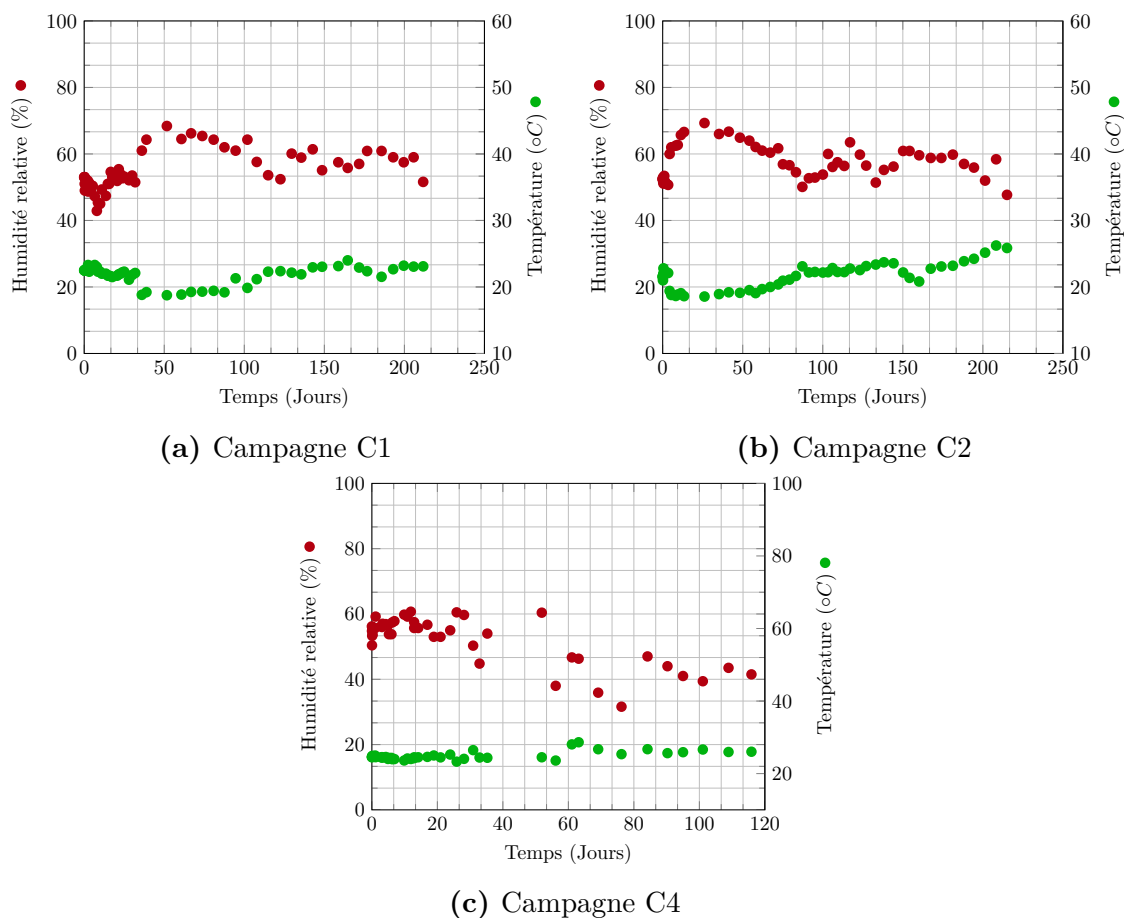 100
80
60
40
20
0
Humidité relative (%)
60
50
40
30
20
10
Température (∘C)
0 50 100 150 200 250
Temps (Jours)
(a) Campagne C1
100
80
60
40
20
0
Humidité relative (%)
60
50
40
30
20
10
Température (∘C)
0 50 100 150 200 250
Temps (Jours)
(b) Campagne C2
100
80
60
40
20
0
Humidité relative (%)
100
80
60
40
20
Température (∘C)
0 20 40 60 80 100 120
Temps (Jours)
(c) Campagne C4